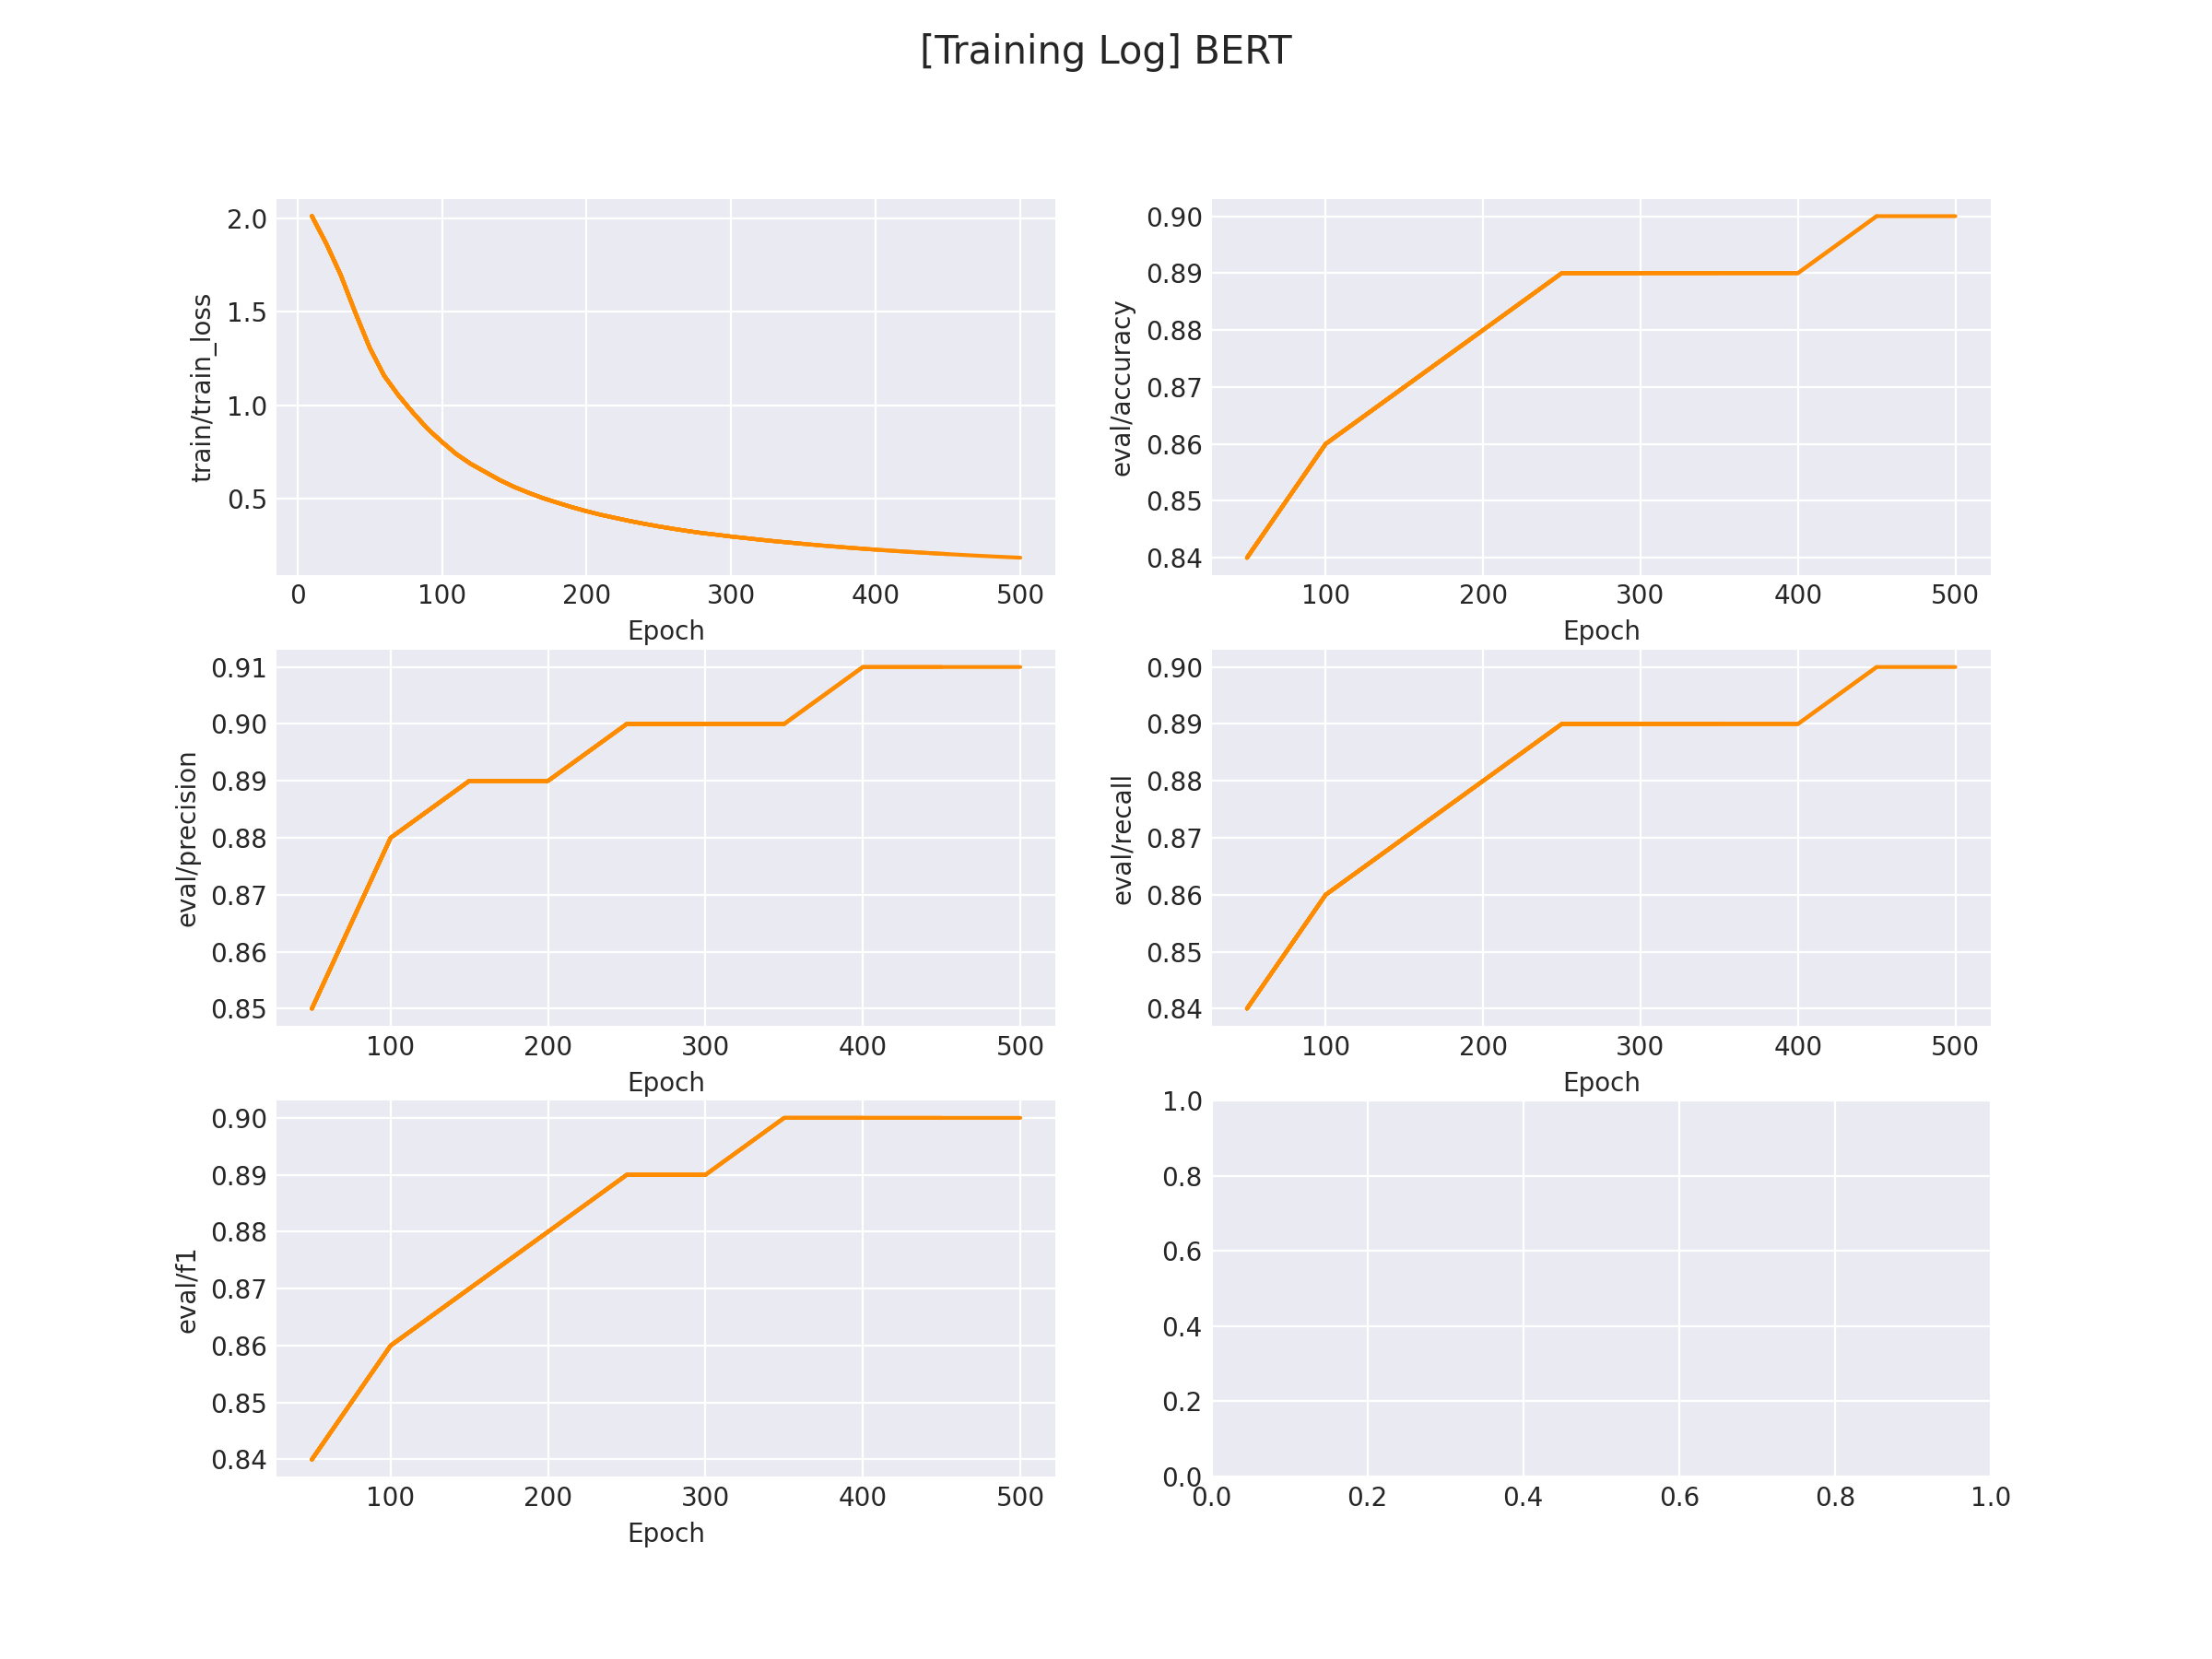 [Training Log] BERT
train/train_loss
2.0
1.5
1.0
0.5
0 100 200 300 400 500
Epoch
eval/accuracy
0.90
0.89
0.88
0.87
0.86
0.85
0.84
100 200 300 400 500
Epoch
eval/precision
0.91
0.90
0.89
0.88
0.87
0.86
0.85
100 200 300 400 500
Epoch
eval/recall
0.90
0.89
0.88
0.87
0.86
0.85
0.84
100 200 300 400 500
Epoch
eval/f1
0.90
0.89
0.88
0.87
0.86
0.85
0.84
100 200 300 400 500
Epoch
1.0
0.8
0.6
0.4
0.2
0.0
0.0 0.2 0.4 0.6 0.8 1.0